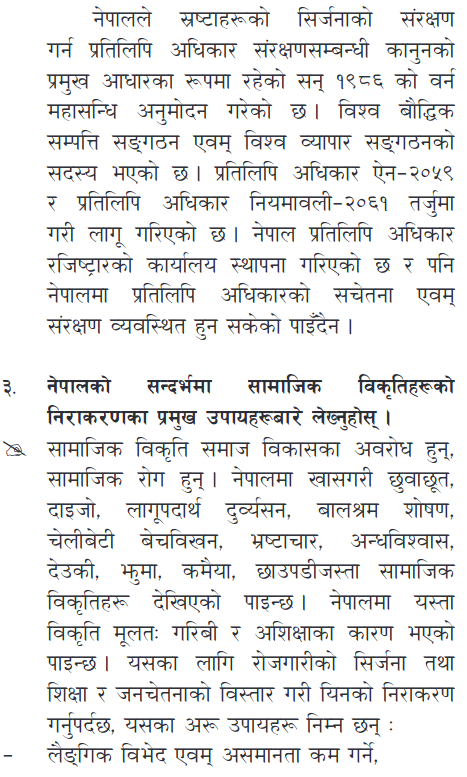 नेपालले स्रष्टाहरूको सिर्जनाको संरक्षण
गर्न प्रतिलिपि अधिकार संरक्षणसम्बन्धी कानुनको
प्रमुख आधारका रूपमा रहेको सन् १९८६ को वर्न
महासन्धि अनुमोदन गरेको छ । विश्व बौद्धिक
सम्पत्ति सङ्गठन एवम् विश्व व्यापार सङ्गठनको
सदस्य भएको छ । प्रतिलिपि अधिकार ऐन-२०५९
र प्रतिलिपि अधिकार नियमावली-२०६१ तर्जुमा
गरी लागू गरिएको छ । नेपाल प्रतिलिपि अधिकार
रजिष्ट्रारको कार्यालय स्थापना गरिएको छ र पनि
नेपालमा प्रतिलिपि अधिकारको सचेतना एवम्
संरक्षण व्यवस्थित हुन सकेको पाइँदैन ।
३. नेपालको सन्दर्भमा सामाजिक विकृतिहरूको
निराकरणका प्रमुख उपायहरूबारे लेख्नुहोस् ।
✍ सामाजिक विकृति समाज विकासका अवरोध हुन्,
सामाजिक रोग हुन् । नेपालमा खासगरी छुवाछूत,
दाइजो, लागूपदार्थ दुर्व्यसन, बालश्रम शोषण,
चेलीबेटी बेचविखन, भ्रष्टाचार, अन्धविश्वास,
देउकी, झुमा, कमैया, छाउपडीजस्ता सामाजिक
विकृतिहरू देखिएको पाइन्छ । नेपालमा यस्ता
विकृति मूलतः गरिबी र अशिक्षाका कारण भएको
पाइन्छ । यसका लागि रोजगारीको सिर्जना तथा
शिक्षा र जनचेतनाको विस्तार गरी यिनको निराकरण
गर्नुपर्दछ, यसका अरू उपायहरू निम्न छन् :
– लैङ्गिक विभेद एवम् असमानता कम गर्ने,